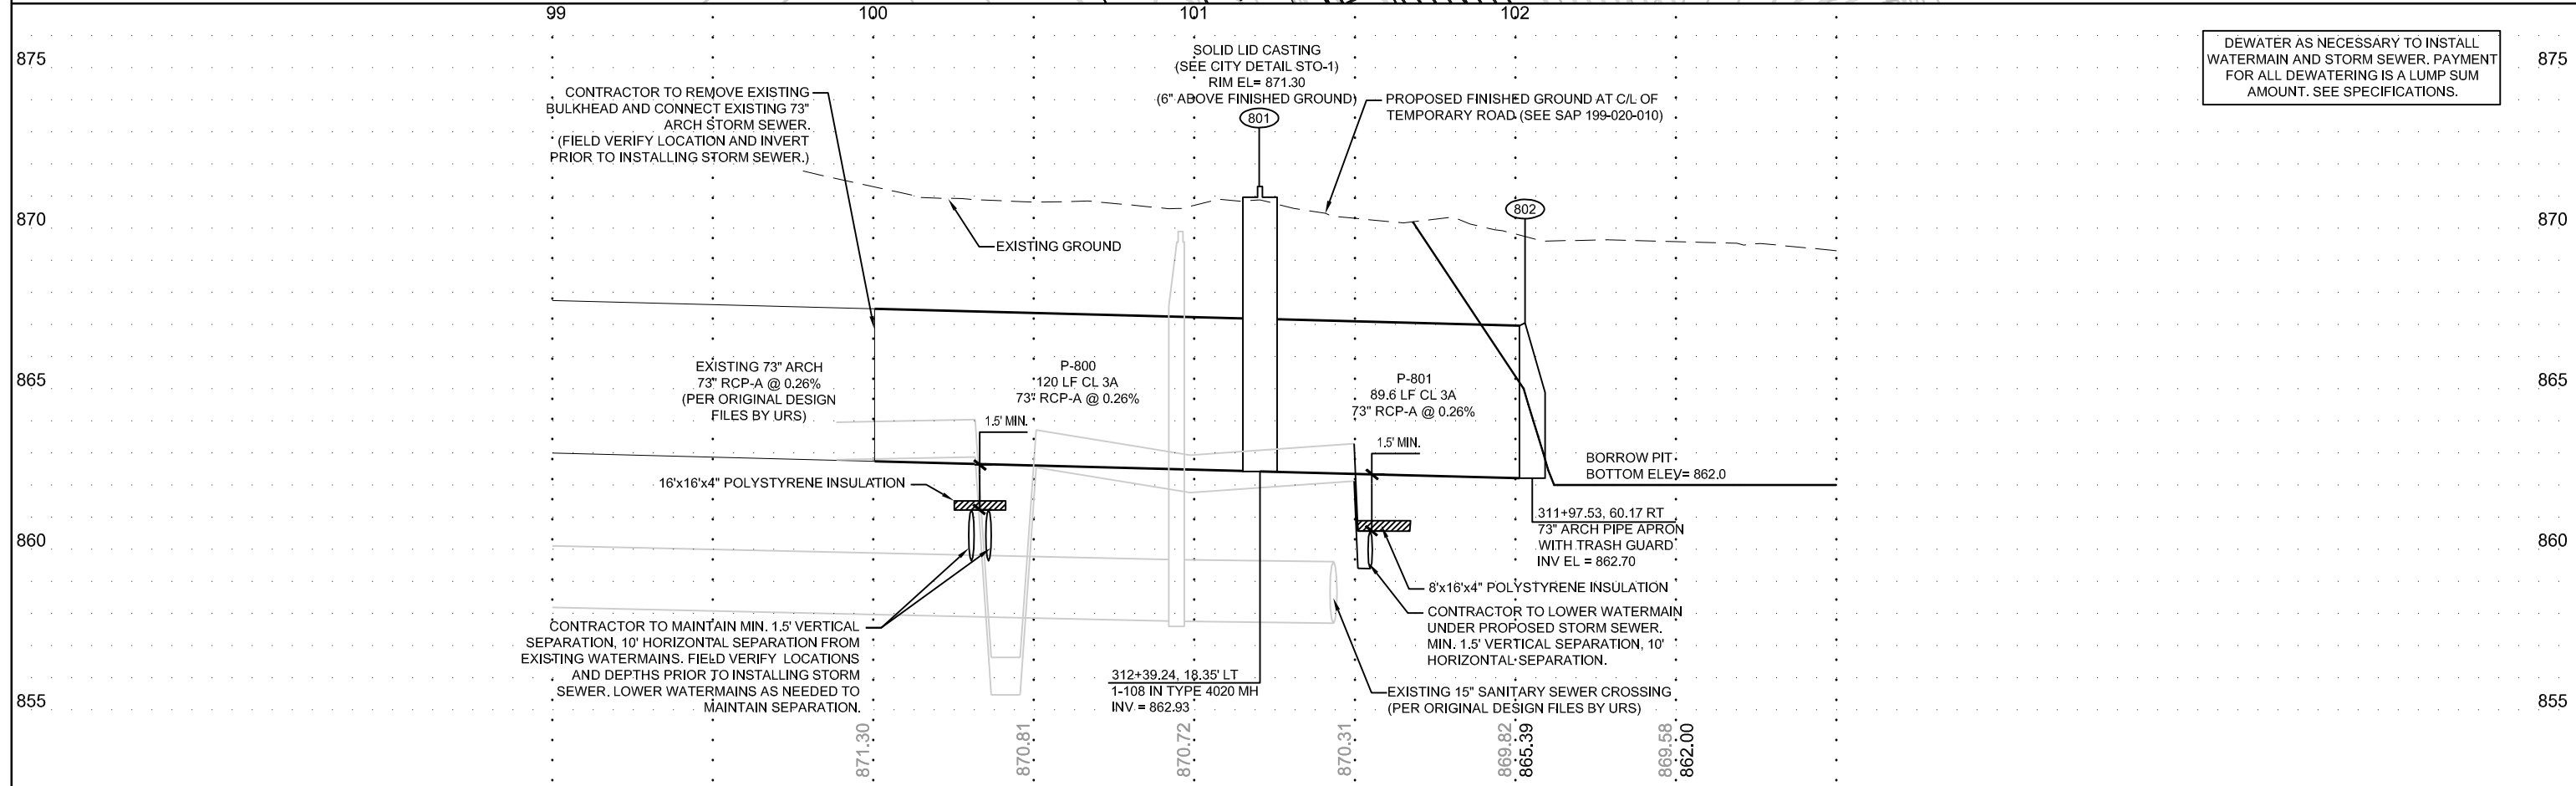 99
100
101
102
875
870
865
860
855
875
870
865
860
855
DEWATER AS NECESSARY TO INSTALL
WATERMAIN AND STORM SEWER. PAYMENT
FOR ALL DEWATERING IS A LUMP SUM
AMOUNT. SEE SPECIFICATIONS.
CONTRACTOR TO REMOVE EXISTING
BULKHEAD AND CONNECT EXISTING 73"
ARCH STORM SEWER.
(FIELD VERIFY LOCATION AND INVERT
PRIOR TO INSTALLING STORM SEWER.)
SOLID LID CASTING
(SEE CITY DETAIL STO-1)
RIM EL= 871.30
(6" ABOVE FINISHED GROUND)
801
PROPOSED FINISHED GROUND AT C/L OF
TEMPORARY ROAD (SEE SAP 199-020-010)
802
EXISTING GROUND
EXISTING 73" ARCH
73" RCP-A @ 0.26%
(PER ORIGINAL DESIGN
FILES BY URS)
P-800
120 LF CL 3A
73" RCP-A @ 0.26%
P-801
89.6 LF CL 3A
73" RCP-A @ 0.26%
1.5' MIN.
1.5' MIN.
16'x16'x4" POLYSTYRENE INSULATION
BORROW PIT
BOTTOM ELEV= 862.0
311+97.53, 60.17 RT
73" ARCH PIPE APRON
WITH TRASH GUARD
INV EL = 862.70
8'x16'x4" POLYSTYRENE INSULATION
CONTRACTOR TO LOWER WATERMAIN
UNDER PROPOSED STORM SEWER.
MIN. 1.5' VERTICAL SEPARATION, 10'
HORIZONTAL SEPARATION.
CONTRACTOR TO MAINTAIN MIN. 1.5' VERTICAL
SEPARATION, 10' HORIZONTAL SEPARATION FROM
EXISTING WATERMAINS. FIELD VERIFY LOCATIONS
AND DEPTHS PRIOR TO INSTALLING STORM
SEWER. LOWER WATERMAINS AS NEEDED TO
MAINTAIN SEPARATION.
312+39.24, 18.35' LT
1-108 IN TYPE 4020 MH
INV = 862.93
EXISTING 15" SANITARY SEWER CROSSING
(PER ORIGINAL DESIGN FILES BY URS)
871.30
870.81
870.72
870.31
869.82
865.39
869.58
862.00